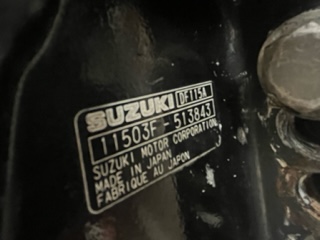 SUZUKI DF115A
11503F-513843
SUZUKI MOTOR CORPORATION
MADE IN JAPAN
FABRIQUE AU JAPON